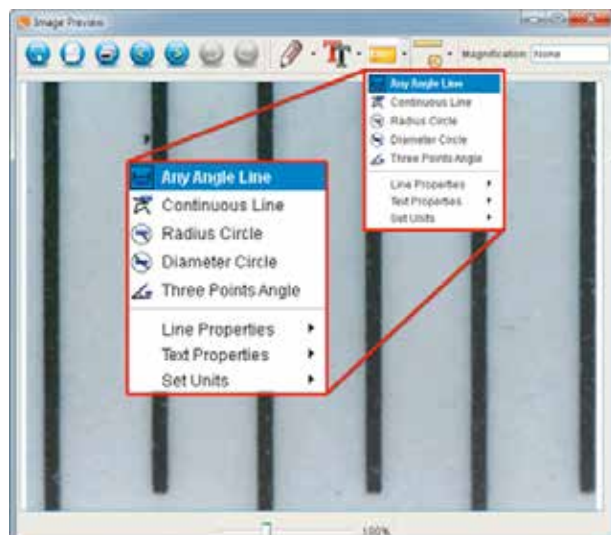 Image Preview
Magnification: None
Any Angle Line
Continuous Line
Radius Circle
Diameter Circle
Three Points Angle
Line Properties
Text Properties
Set Units
Any Angle Line
Continuous Line
Radius Circle
Diameter Circle
Three Points Angle
Line Properties
Text Properties
Set Units
100%